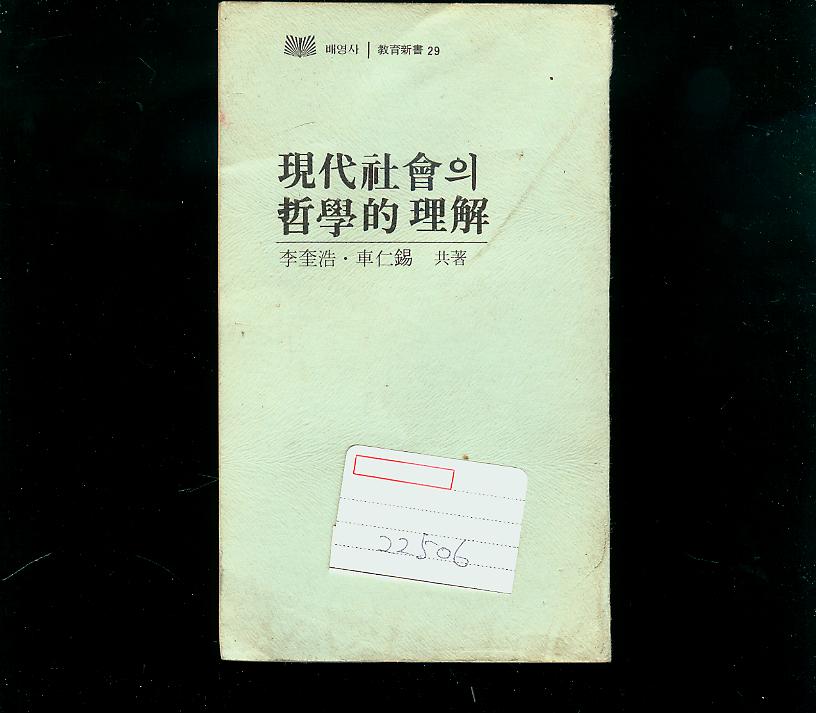 배영사 | 教育新書 29
現代社會의
哲學的 理解
李奎浩·車仁錫 共著
22506